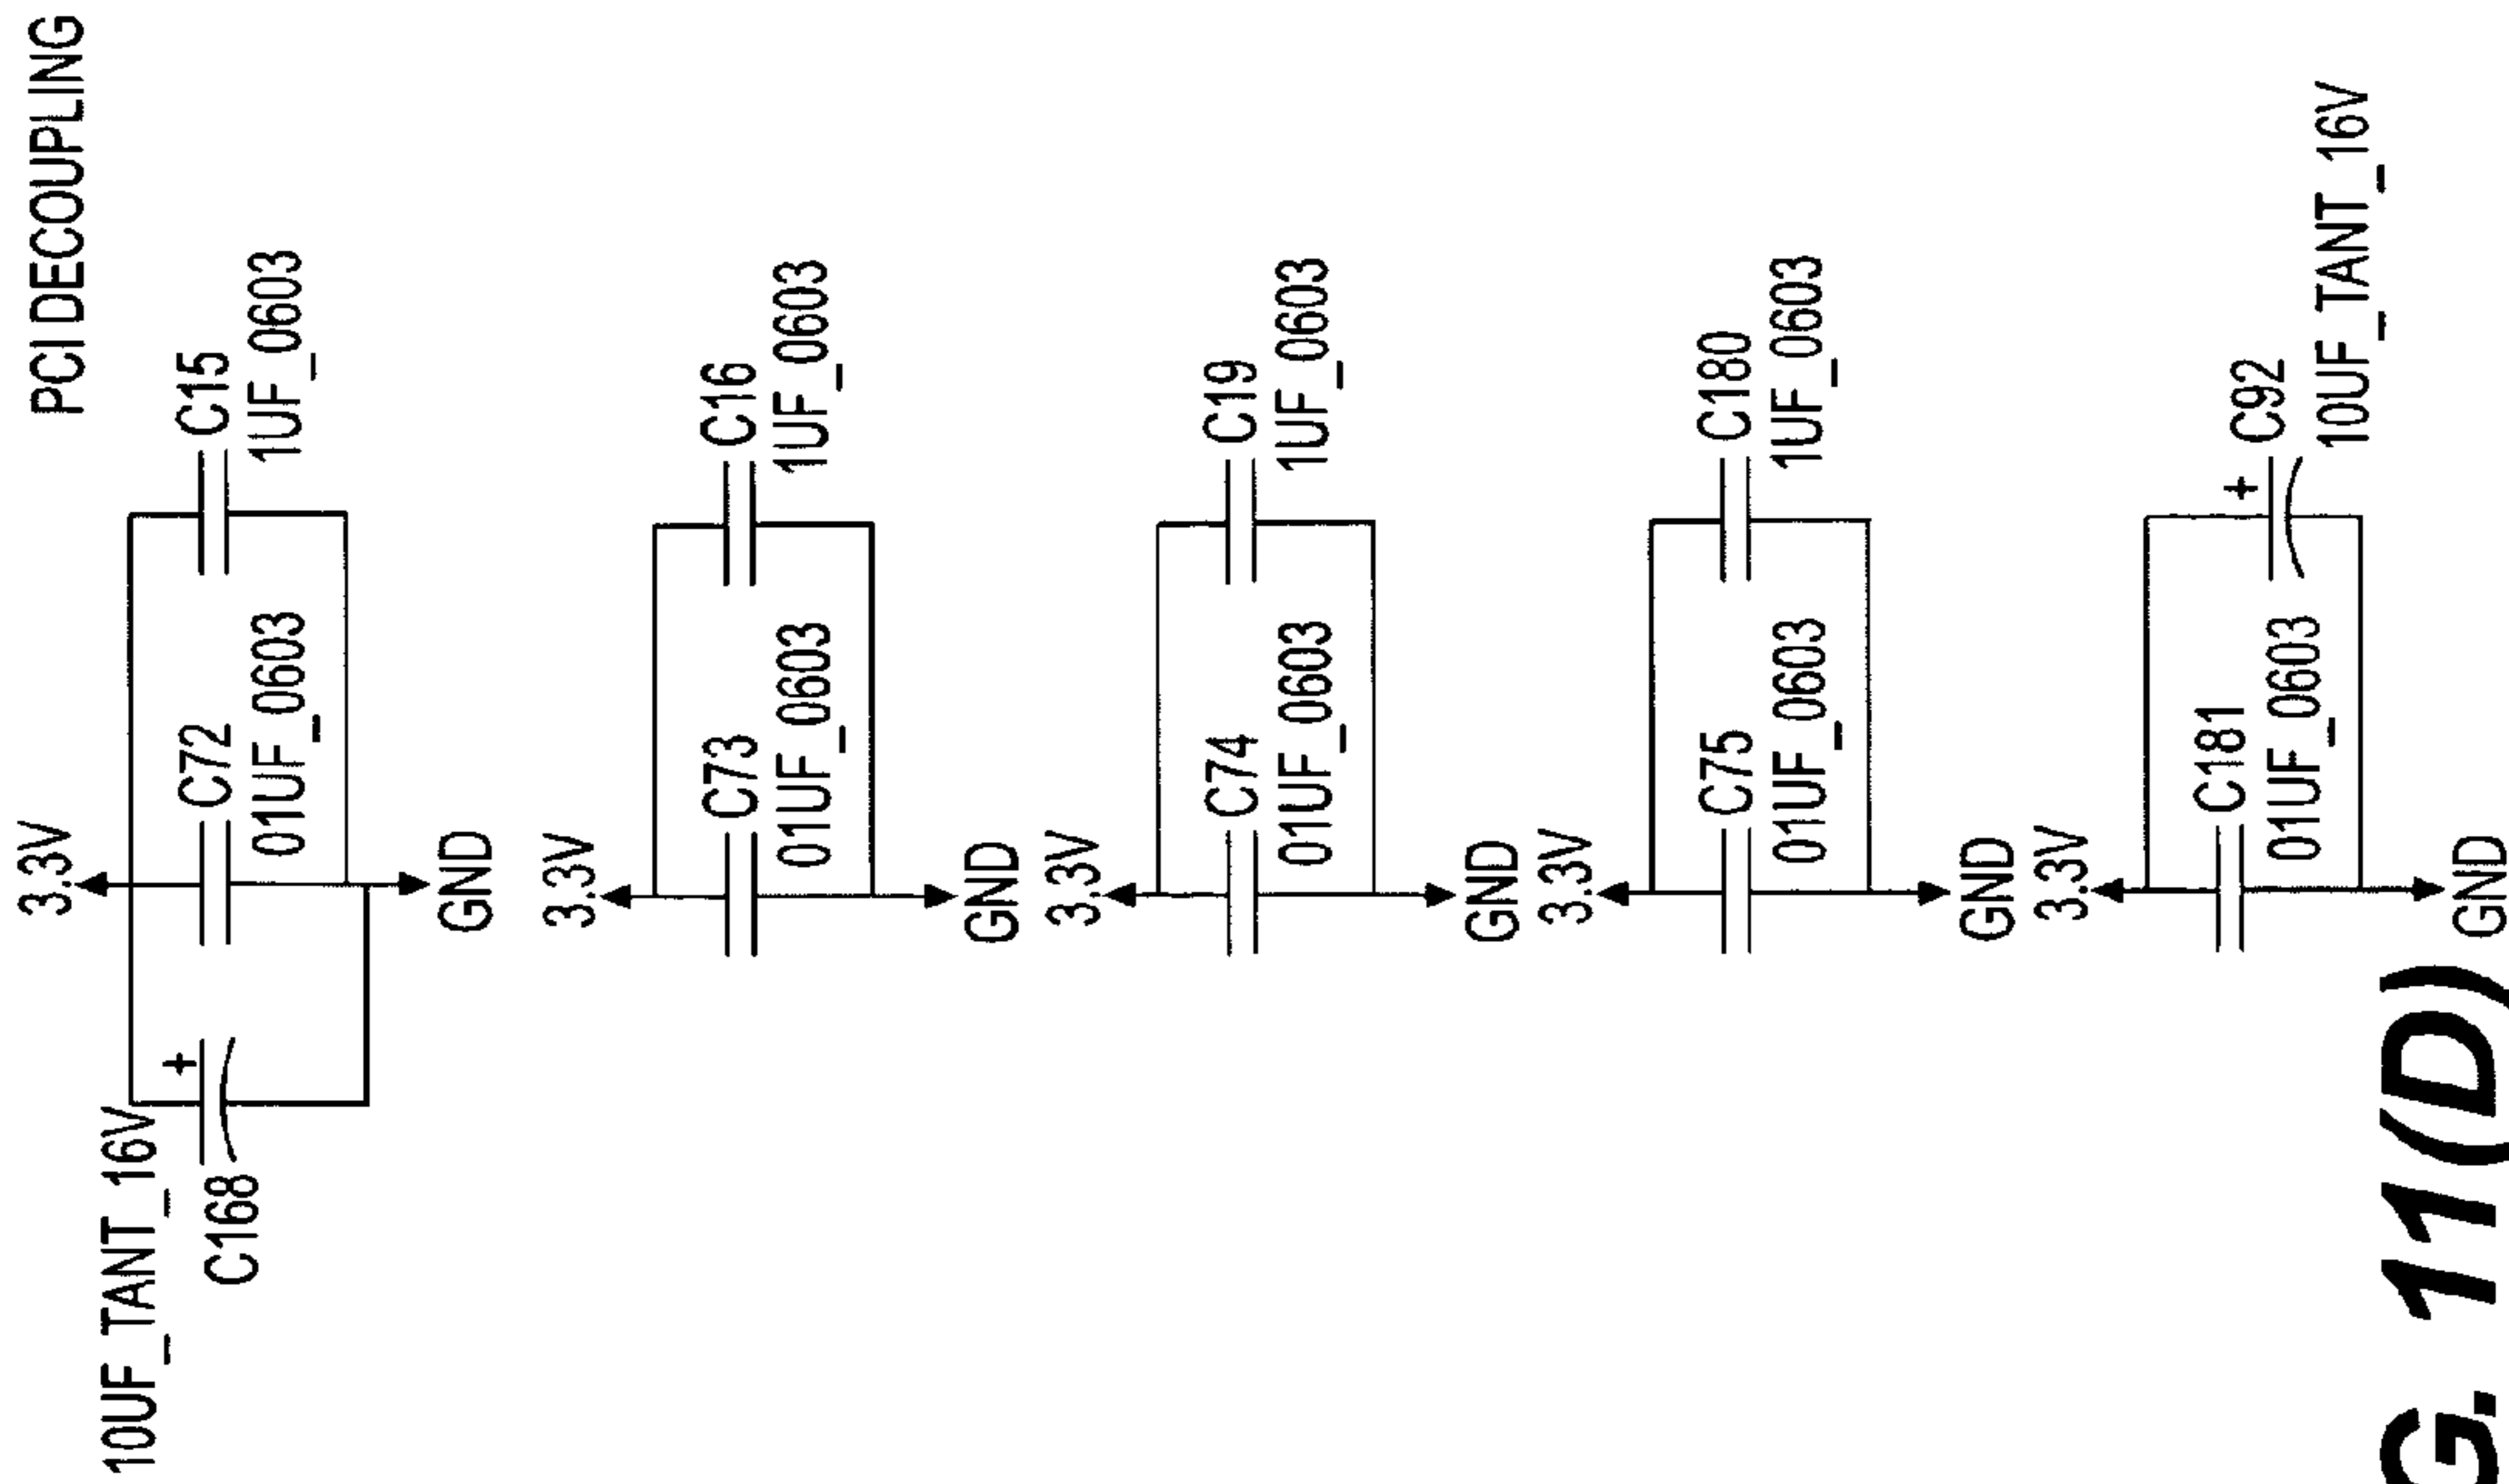 PCI DECOUPLING
3.3V
10UF_TANT_16V
C168
C72
01UF_0603
C15
1UF_0603
GND
3.3V
C73
01UF_0603
C16
1UF_0603
GND
3.3V
C74
01UF_0603
C19
1UF_0603
GND
3.3V
C75
01UF_0603
C180
1UF_0603
GND
3.3V
C181
01UF_0603
C92
10UF_TANT_16V
GND
G. 11(D)